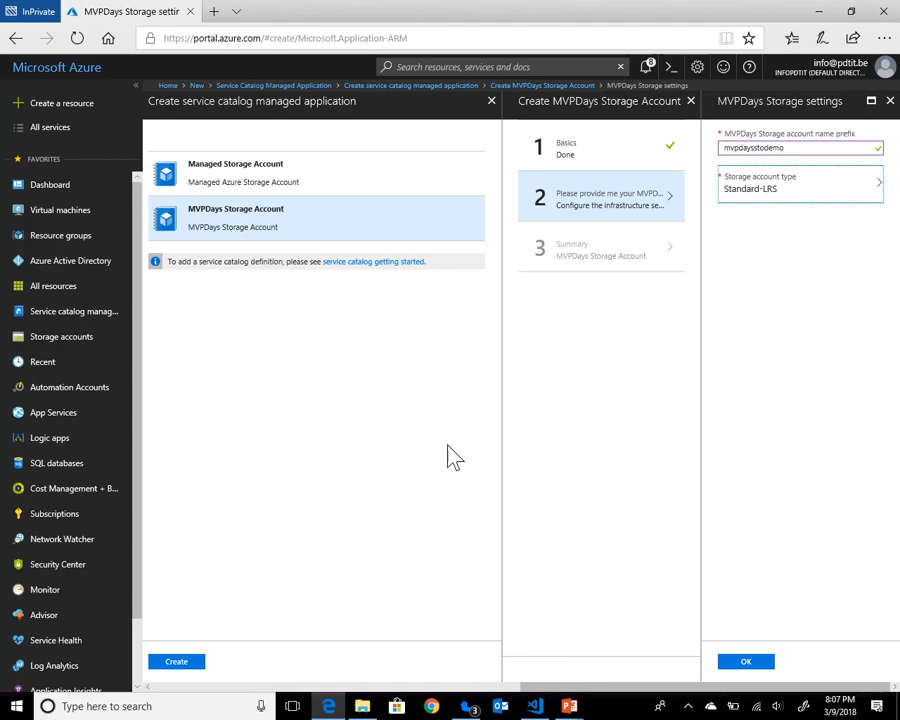 InPrivate
MVPDays Storage settir
https://portal.azure.com/#create/Microsoft.Application-ARM
Microsoft Azure
Search resources, services and docs
8
info@pdtit.be
INFOPDTIT (DEFAULT DIRECT...
Home
New
Service Catalog Managed Application
Create service catalog managed application
Create MVPDays Storage Account
MVPDays Storage settings
Create a resource
All services
FAVORITES
Dashboard
Virtual machines
Resource groups
Azure Active Directory
All resources
Service catalog manag...
Storage accounts
Recent
Automation Accounts
App Services
Logic apps
SQL databases
Cost Management + B...
Subscriptions
Network Watcher
Security Center
Monitor
Advisor
Service Health
Log Analytics
Application Insights
Create service catalog managed application
Managed Storage Account
Managed Azure Storage Account
MVPDays Storage Account
MVPDays Storage Account
To add a service catalog definition, please see service catalog getting started.
Create
Create MVPDays Storage Account
1
Basics
Done
2
Please provide me your MVPD...
Configure the infrastructure se...
3
Summary
MVPDays Storage Account
MVPDays Storage settings
* MVPDays Storage account name prefix
mvpdaysstodemo
* Storage account type
Standard-LRS
OK
Type here to search
3
8:07 PM
3/9/2018